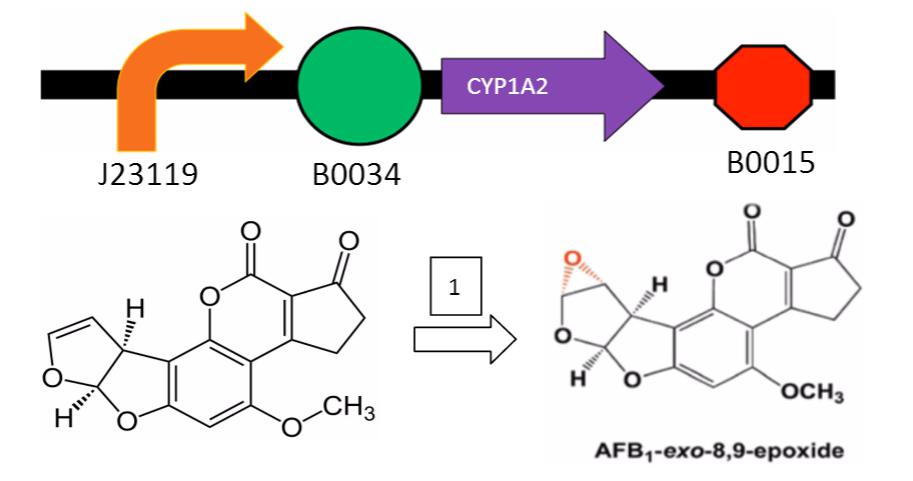 CYP1A2
J23119
B0034
B0015
O
O
O
H
O
H
O
O
CH3
1
O
O
O
O
H
O
H
O
OCH3
AFB1-exo-8,9-epoxide